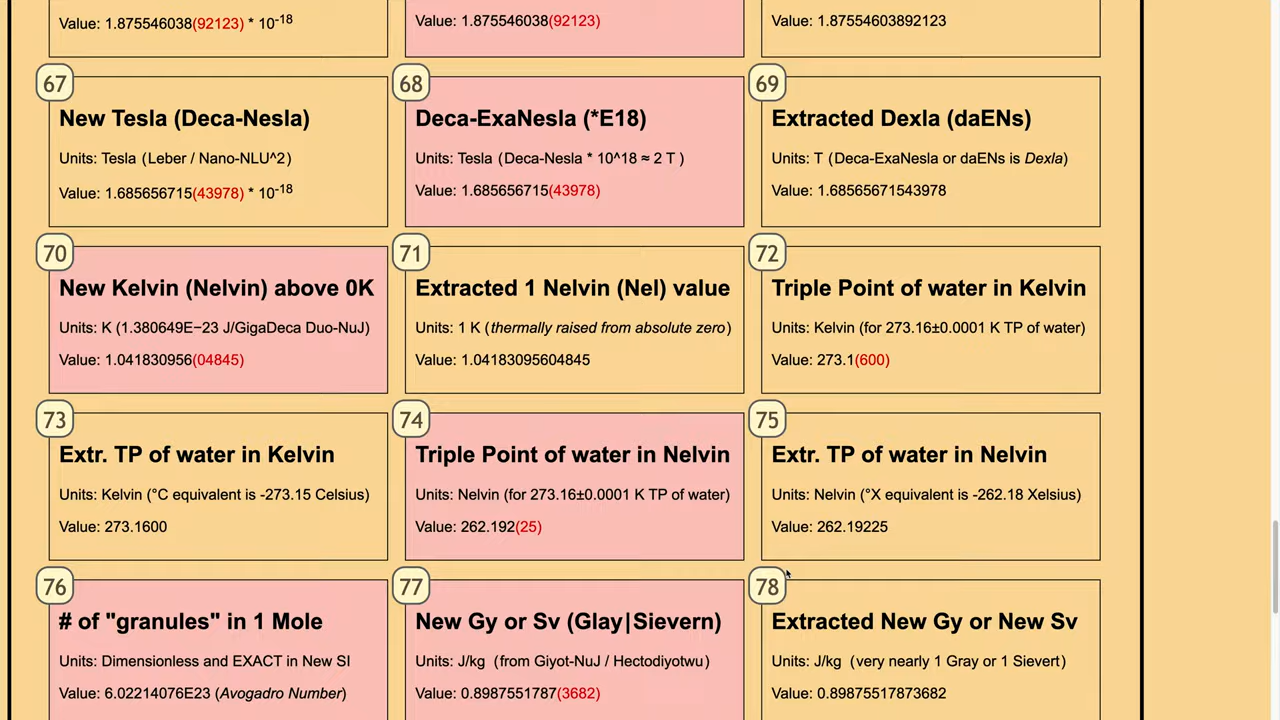 Value: 1.875546038(92123) * 10-18
Value: 1.875546038(92123)
Value: 1.87554603892123
67
New Tesla (Deca-Nesla)
Units: Tesla (Leber / Nano-NLU^2)
Value: 1.685656715(43978) * 10-18
68
Deca-ExaNesla (*E18)
Units: Tesla (Deca-Nesla * 10^18 ≈ 2 T )
Value: 1.685656715(43978)
69
Extracted Dexla (daENs)
Units: T (Deca-ExaNesla or daENs is Dexla)
Value: 1.68565671543978
70
New Kelvin (Nelvin) above 0K
Units: K (1.380649E−23 J/GigaDeca Duo-NuJ)
Value: 1.041830956(04845)
71
Extracted 1 Nelvin (Nel) value
Units: 1 K (thermally raised from absolute zero)
Value: 1.04183095604845
72
Triple Point of water in Kelvin
Units: Kelvin (for 273.16±0.0001 K TP of water)
Value: 273.1(600)
73
Extr. TP of water in Kelvin
Units: Kelvin (°C equivalent is -273.15 Celsius)
Value: 273.1600
74
Triple Point of water in Nelvin
Units: Nelvin (for 273.16±0.0001 K TP of water)
Value: 262.192(25)
75
Extr. TP of water in Nelvin
Units: Nelvin (°X equivalent is -262.18 Xelsius)
Value: 262.19225
76
# of "granules" in 1 Mole
Units: Dimensionless and EXACT in New SI
Value: 6.02214076E23 (Avogadro Number)
77
New Gy or Sv (Glay|Sievern)
Units: J/kg (from Giyot-NuJ / Hectodiyotwu)
Value: 0.8987551787(3682)
78
Extracted New Gy or New Sv
Units: J/kg (very nearly 1 Gray or 1 Sievert)
Value: 0.89875517873682